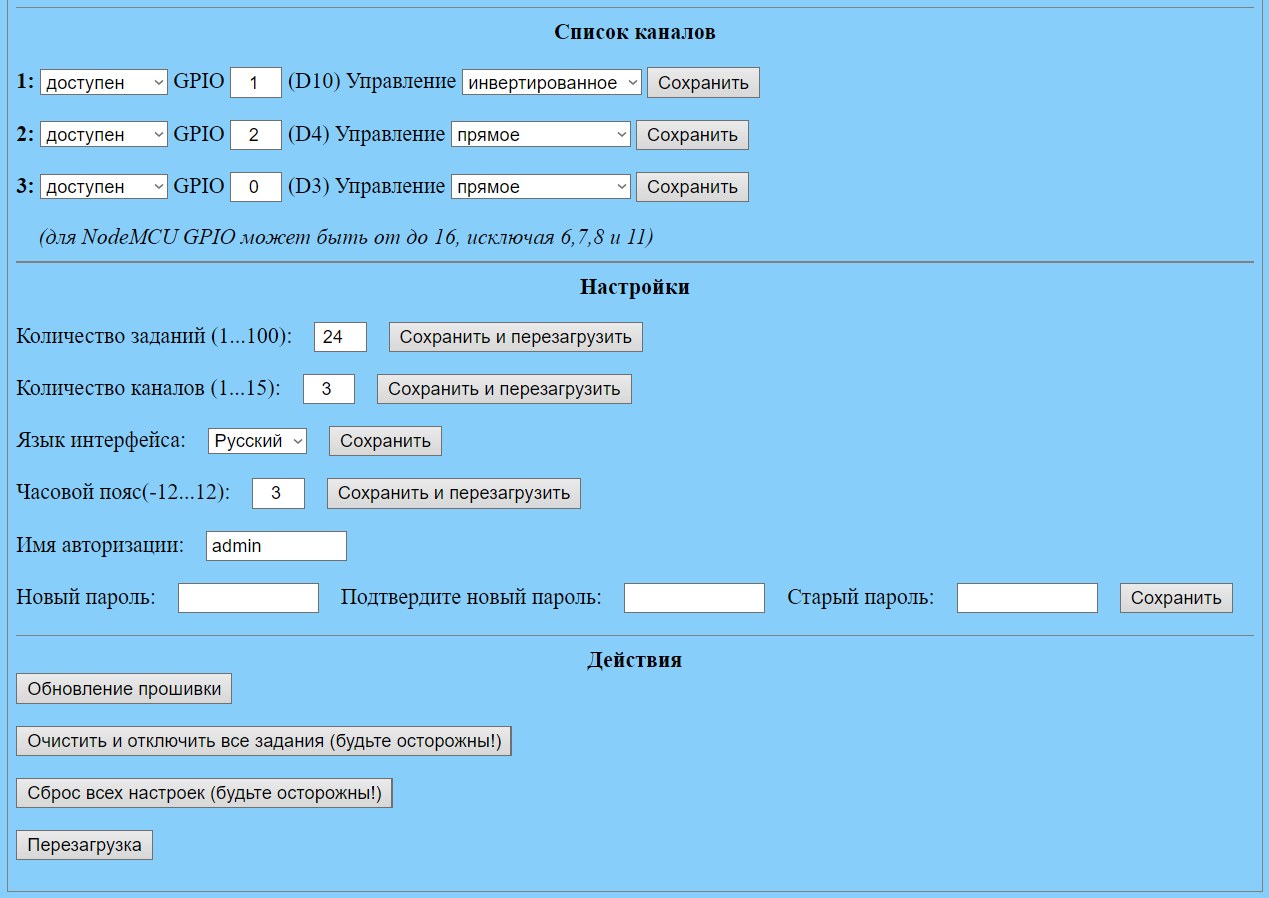 Список каналов
1: доступен GPIO 1 (D10) Управление инвертированное Сохранить
2: доступен GPIO 2 (D4) Управление прямое Сохранить
3: доступен GPIO 0 (D3) Управление прямое Сохранить
(для NodeMCU GPIO может быть от до 16, исключая 6,7,8 и 11)
Настройки
Количество заданий (1...100): 24 Сохранить и перезагрузить
Количество каналов (1...15): 3 Сохранить и перезагрузить
Язык интерфейса: Русский Сохранить
Часовой пояс(-12...12): 3 Сохранить и перезагрузить
Имя авторизации: admin
Новый пароль: Подтвердите новый пароль: Старый пароль: Сохранить
Действия
Обновление прошивки
Очистить и отключить все задания (будьте осторожны!)
Сброс всех настроек (будьте осторожны!)
Перезагрузка